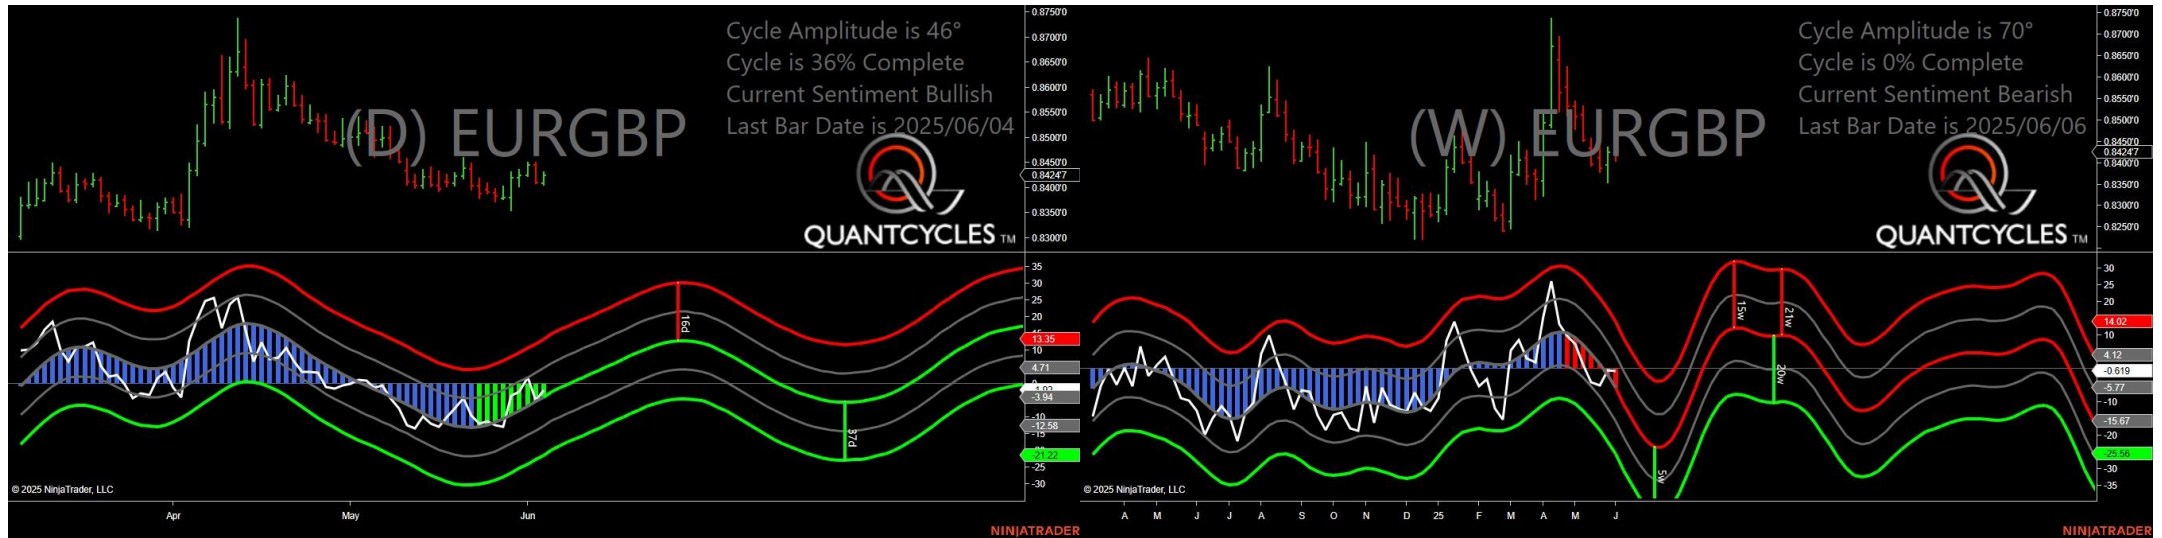 Cycle Amplitude is 46°
Cycle is 36% Complete
Current Sentiment Bullish
Last Bar Date is 2025/06/04
(D) EURGBP
QUANTCYCLES TM
0.8750'0
0.8700'0
0.8650'0
0.8600'0
0.8550'0
0.8500'0
0.8450'0
0.84247
0.8400'0
0.8350'0
0.8300'0
35
30
25
20
13.35
10
4.71
-3.94
-10
-12.58
-15
-21.22
-25
-30
16d
37d
© 2025 NinjaTrader, LLC
Apr May Jun
NINJATRADER
Cycle Amplitude is 70°
Cycle is 0% Complete
Current Sentiment Bearish
Last Bar Date is 2025/06/06
(W) EURGBP
QUANTCYCLES TM
0.8750'0
0.8700'0
0.8650'0
0.8600'0
0.8550'0
0.8500'0
0.8450'0
0.84247
0.8400'0
0.8350'0
0.8300'0
0.8250'0
30
25
20
14.02
4.12
-0.619
-5.77
-10
-15.67
-20
-25.56
-30
-35
15w
21w
20w
5w
© 2025 NinjaTrader, LLC
A M J J A S O N D 25 F M A M J
NINJATRADER